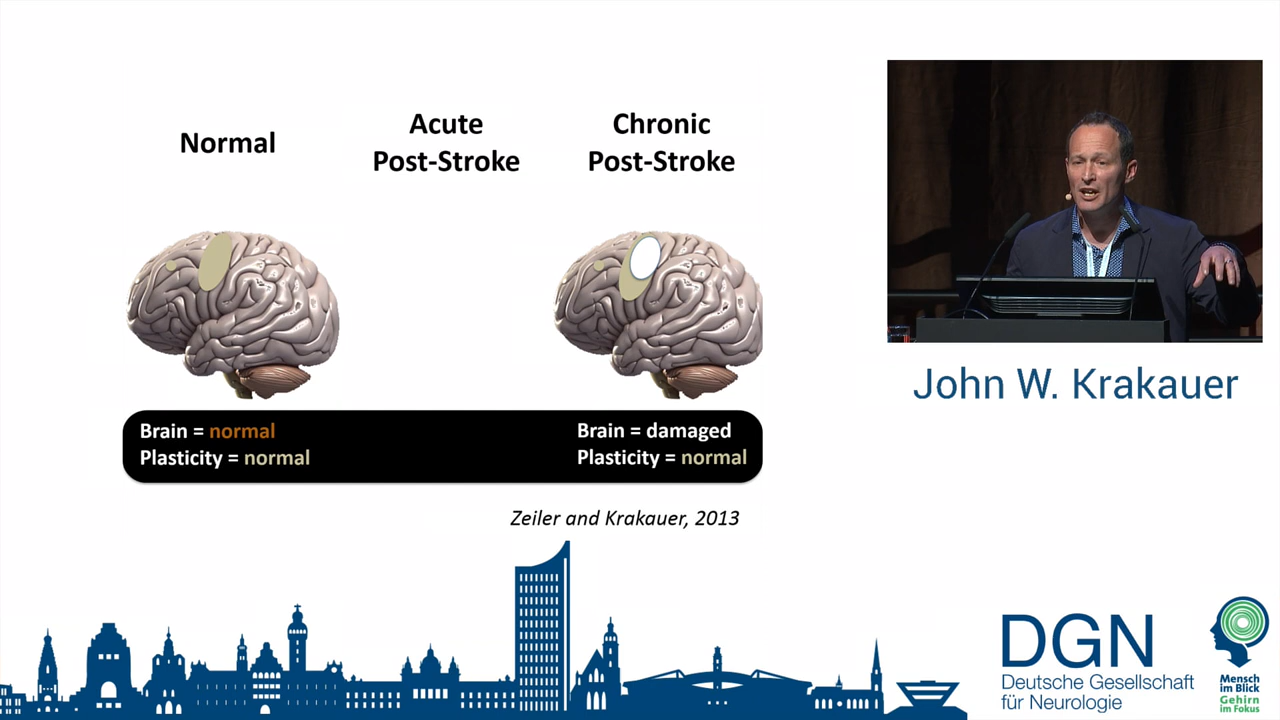 Normal
Acute
Post-Stroke
Chronic
Post-Stroke
Brain = normal
Plasticity = normal
Brain = damaged
Plasticity = normal
Zeiler and Krakauer, 2013
John W. Krakauer
DGN
Deutsche Gesellschaft
für Neurologie
Mensch
im Blick
Gehirn
im Fokus